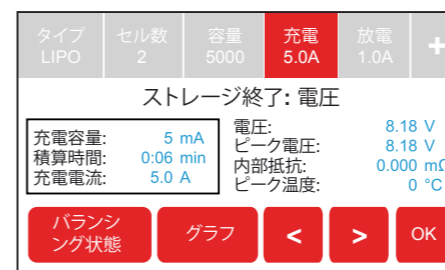 タイプ セル数 容量 充電 放電 +
LIPO 2 5000 5.0A 1.0A
ストレージ終了: 電圧
充電容量: 5 mA
積算時間: 0:06 min
充電電流: 5.0 A
電圧: 8.18 V
ピーク電圧: 8.18 V
内部抵抗: 0.000 mΩ
ピーク温度: 0 °C
バランシ
ング状態
グラフ
<
>
OK